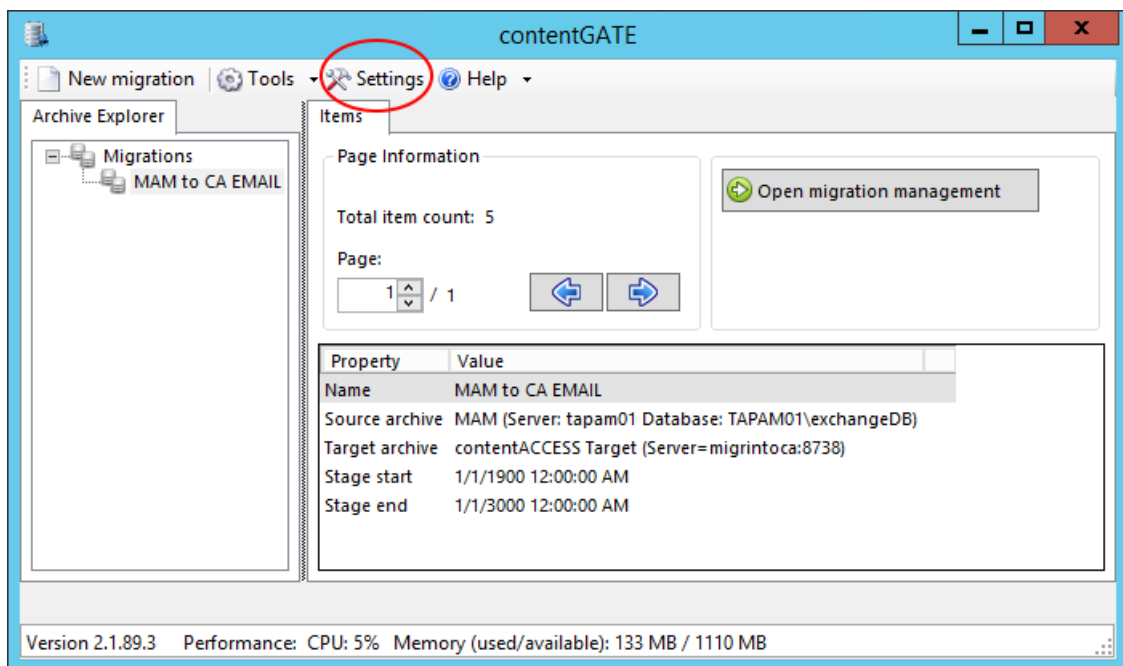 contentGATE
New migration Tools Settings Help
Archive Explorer
Migrations
MAM to CA EMAIL
Items
Page Information
Total item count: 5
Page:
1 / 1
Open migration management
Property Value
Name MAM to CA EMAIL
Source archive MAM (Server: tapam01 Database: TAPAM01\exchangeDB)
Target archive contentACCESS Target (Server=migrintoca:8738)
Stage start 1/1/1900 12:00:00 AM
Stage end 1/1/3000 12:00:00 AM
Version 2.1.89.3 Performance: CPU: 5% Memory (used/available): 133 MB / 1110 MB